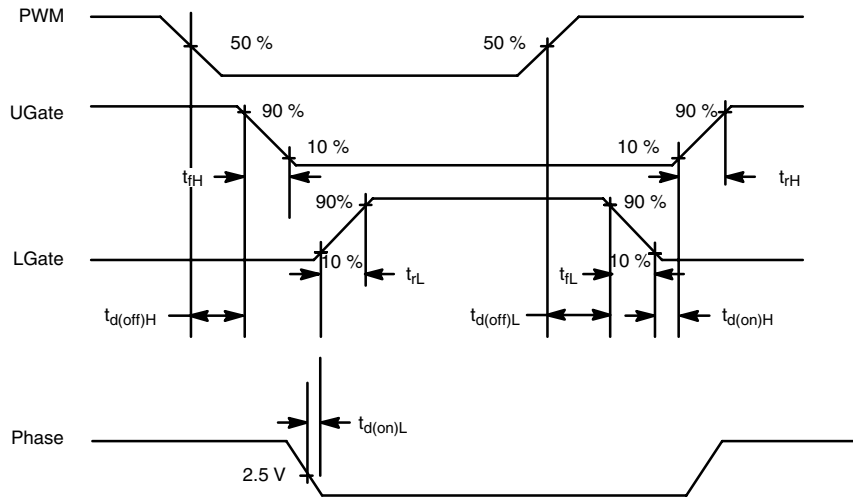 PWM
50 %
50 %
UGate
90 %
90 %
10 %
10 %
tfH
trH
90%
90 %
LGate
10 %
trL
tfL
10 %
td(off)H
td(off)L
td(on)H
td(on)L
Phase
2.5 V